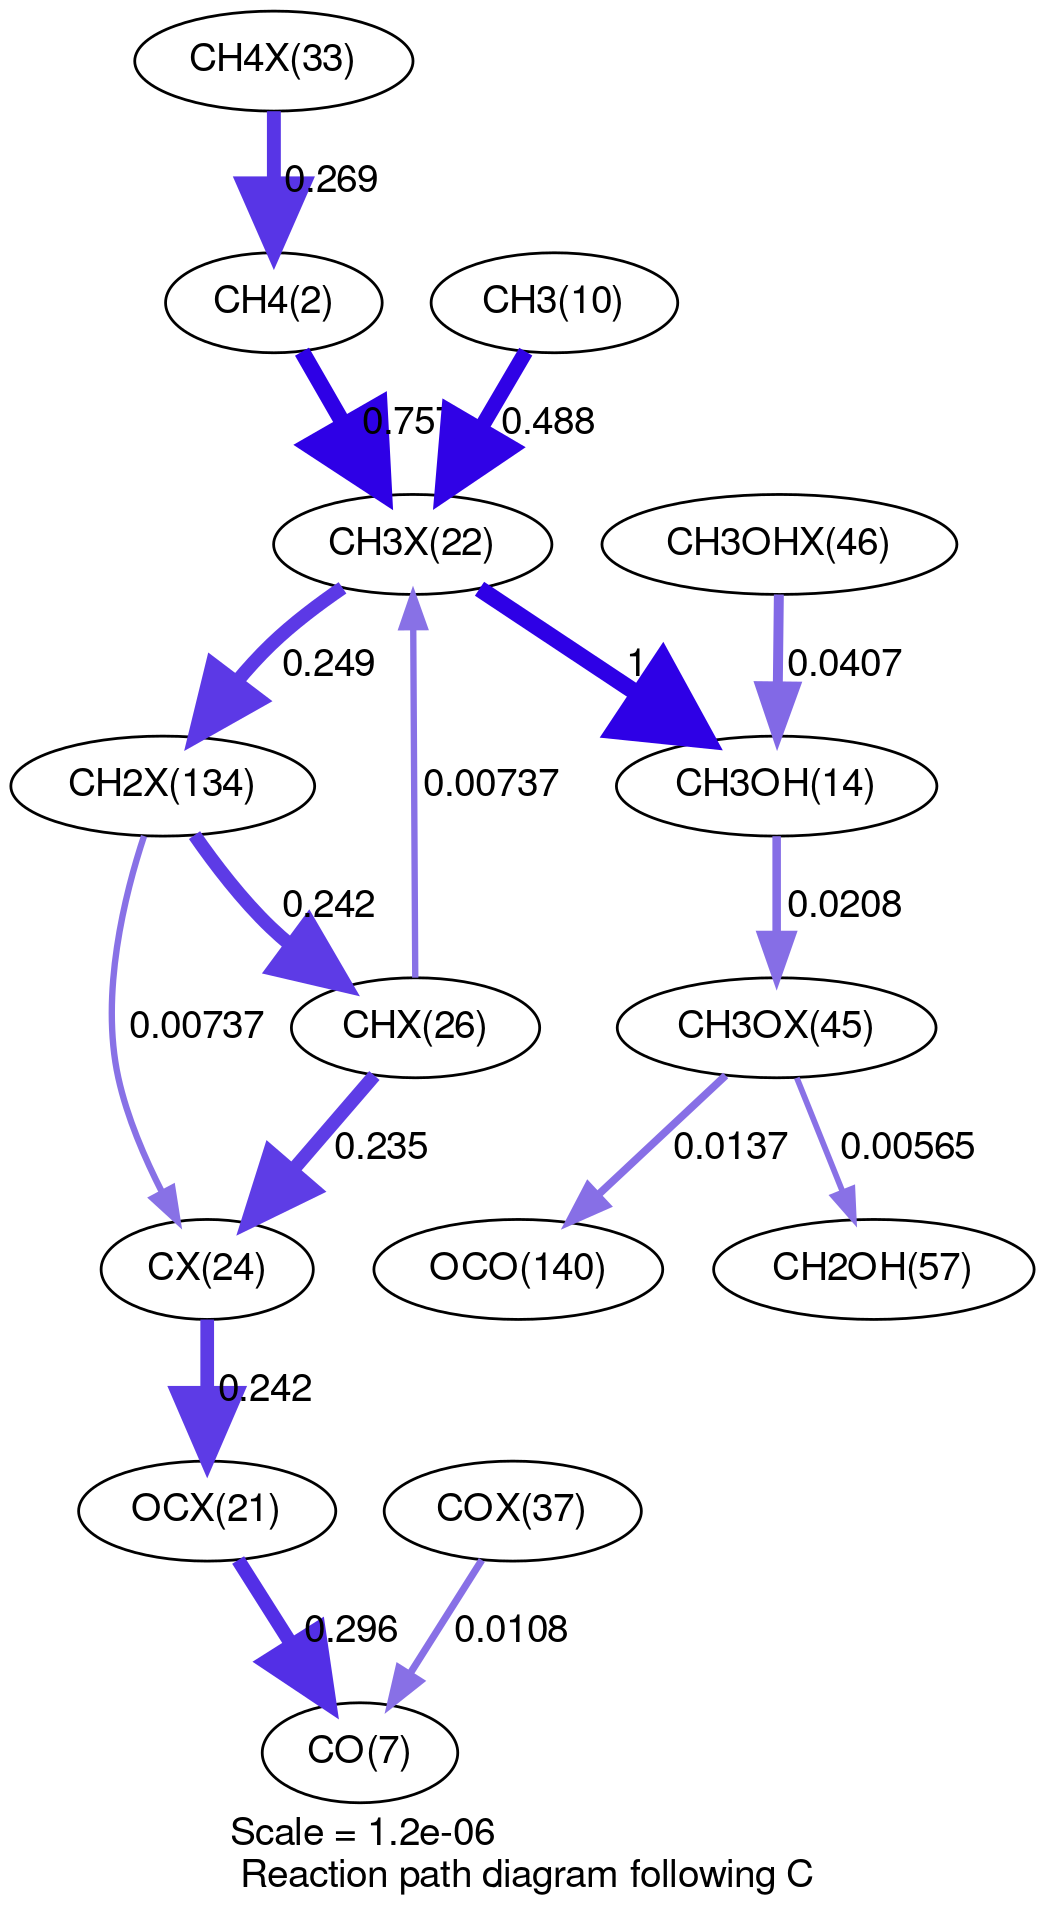 CH4X(33)
0.269
CH4(2)
CH3(10)
0.757
0.488
CH3X(22)
CH3OHX(46)
0.249
1
0.0407
CH2X(134)
0.00737
CH3OH(14)
0.242
0.0208
0.00737
CHX(26)
CH3OX(45)
0.235
0.0137
0.00565
CX(24)
OCO(140)
CH2OH(57)
0.242
OCX(21)
COX(37)
0.296
0.0108
CO(7)
Scale = 1.2e-06
Reaction path diagram following C